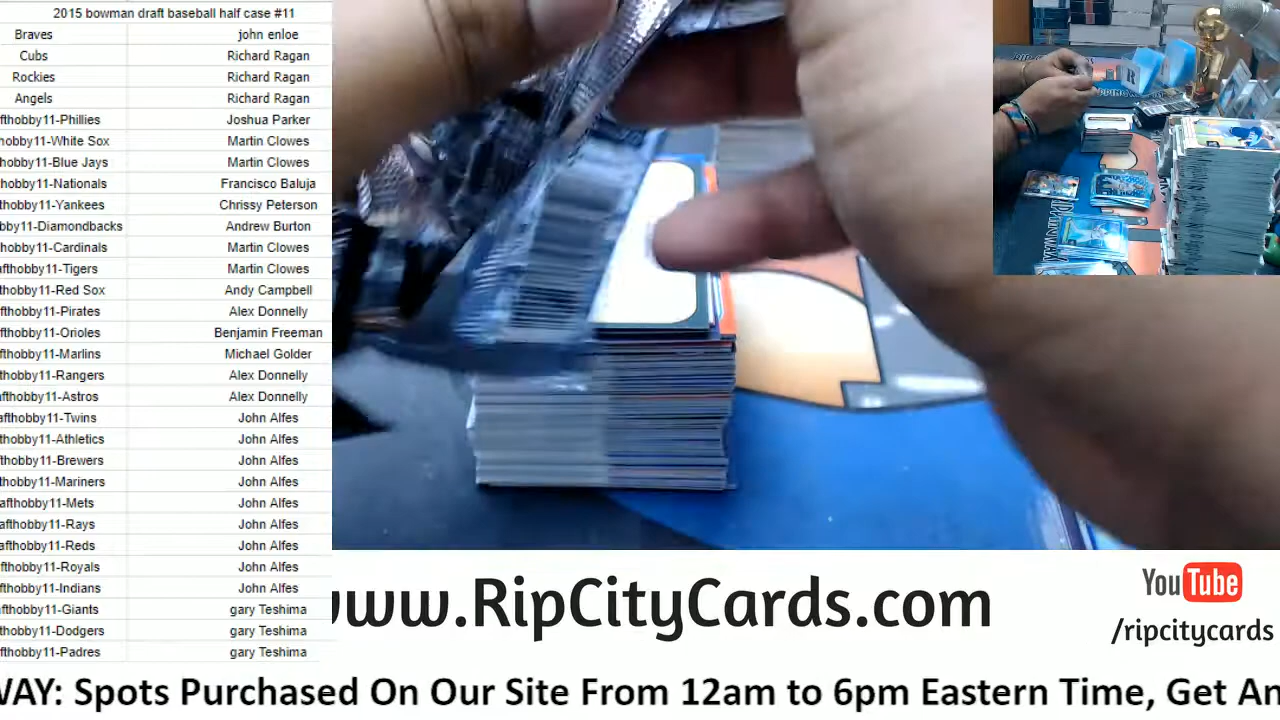 2015 bowman draft baseball half case #11
Braves john enloe
Cubs Richard Ragan
Rockies Richard Ragan
Angels Richard Ragan
fthobby11-Phillies Joshua Parker
hobby11-White Sox Martin Clowes
hobby11-Blue Jays Martin Clowes
hobby11-Nationals Francisco Baluja
thobby11-Yankees Chrissy Peterson
bby11-Diamondbacks Andrew Burton
hobby11-Cardinals Martin Clowes
afthobby11-Tigers Martin Clowes
thobby11-Red Sox Andy Campbell
fthobby11-Pirates Alex Donnelly
fthobby11-Orioles Benjamin Freeman
fthobby11-Marlins Michael Golder
fthobby11-Rangers Alex Donnelly
afthobby11-Astros Alex Donnelly
afthobby11-Twins John Alfes
thobby11-Athletics John Alfes
thobby11-Brewers John Alfes
hobby11-Mariners John Alfes
afthobby11-Mets John Alfes
afthobby11-Rays John Alfes
afthobby11-Reds John Alfes
fthobby11-Royals John Alfes
fthobby11-Indians John Alfes
fthobby11-Giants gary Teshima
thobby11-Dodgers gary Teshima
fthobby11-Padres gary Teshima
www.RipCityCards.com
YouTube
/ripcitycards
WAY: Spots Purchased On Our Site From 12am to 6pm Eastern Time, Get An